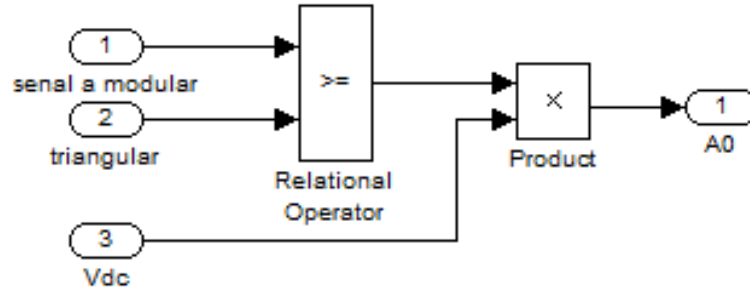 1
senal a modular
2
triangular
>=
Relational
Operator
×
Product
1
A0
3
Vdc